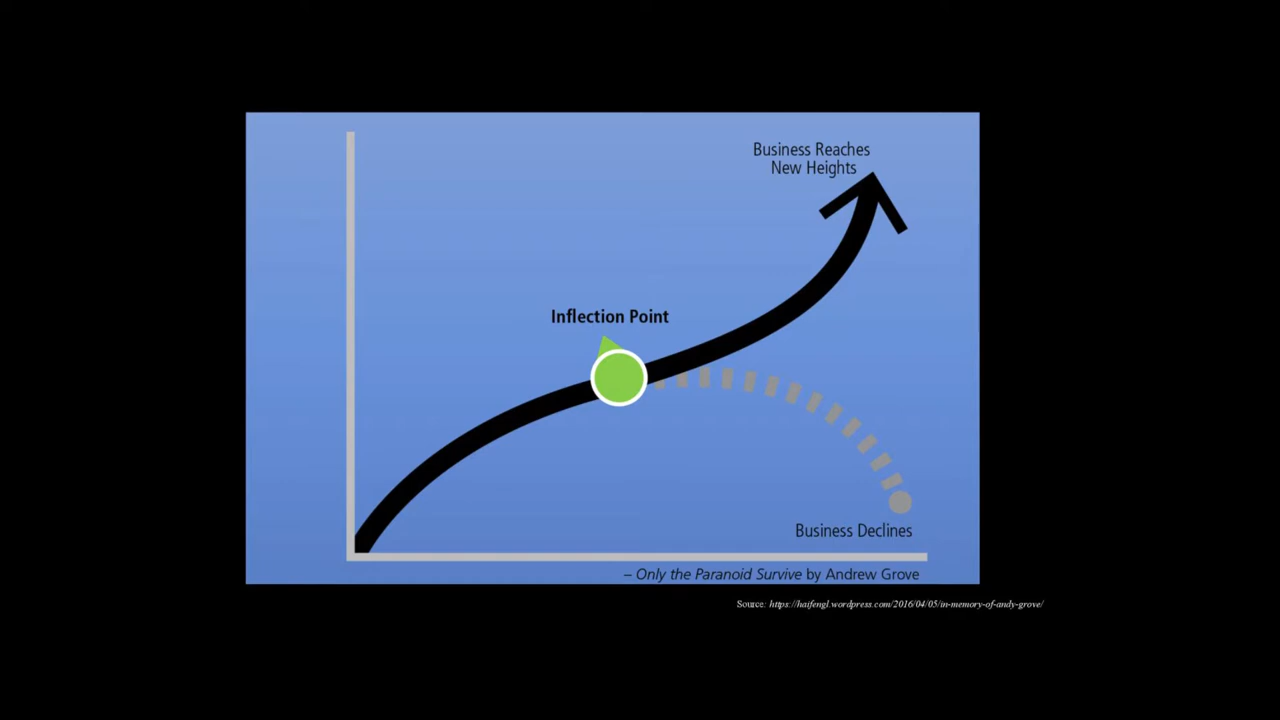 Business Reaches
New Heights
Inflection Point
Business Declines
– Only the Paranoid Survive by Andrew Grove
Source: https://haifengl.wordpress.com/2016/04/05/in-memory-of-andy-grove/